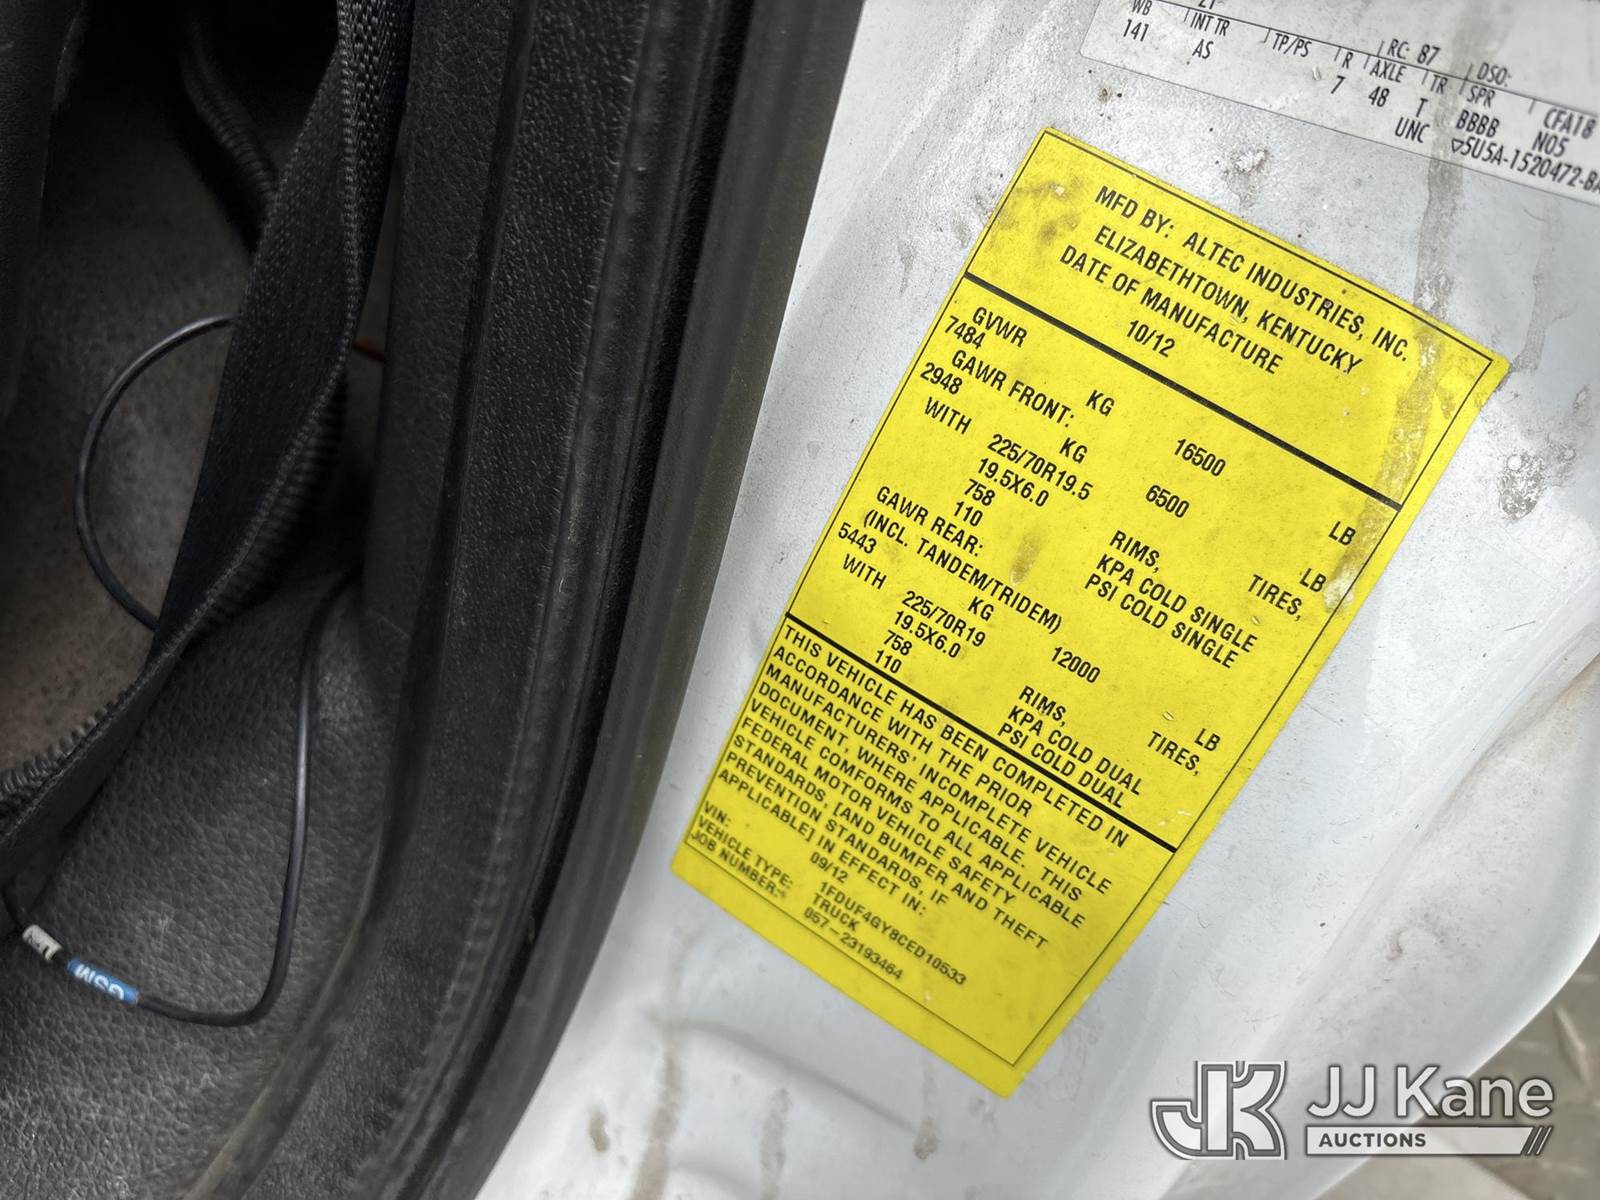 21
WB INT TR TP/PS R AXLE TR SPR
RC: 87 DSO:
141 AS 7 48 T BBBB
CFA18
UNC N05
▽5U5A-1520472-BA
MFD BY: ALTEC INDUSTRIES, INC.
ELIZABETHTOWN, KENTUCKY
DATE OF MANUFACTURE
10/12
GVWR
7484 KG 16500 LB
GAWR FRONT:
2948 KG 6500 LB
WITH 225/70R19.5 TIRES,
19.5X6.0 RIMS,
758 KPA COLD SINGLE
110 PSI COLD SINGLE
GAWR REAR:
(INCL. TANDEM/TRIDEM)
5443 KG 12000 LB
WITH 225/70R19 TIRES,
19.5X6.0 RIMS,
758 KPA COLD DUAL
110 PSI COLD DUAL
THIS VEHICLE HAS BEEN COMPLETED IN
ACCORDANCE WITH THE PRIOR
MANUFACTURERS' INCOMPLETE VEHICLE
DOCUMENT, WHERE APPLICABLE. THIS
VEHICLE CONFORMS TO ALL APPLICABLE
FEDERAL MOTOR VEHICLE SAFETY
STANDARDS, [AND BUMPER AND THEFT
PREVENTION STANDARDS, IF
APPLICABLE] IN EFFECT IN:
09/12
VIN: 1FDUF4GY8CED10533
VEHICLE TYPE: TRUCK
JOB NUMBER: 057-23193464
GSM
JK JJ Kane
AUCTIONS